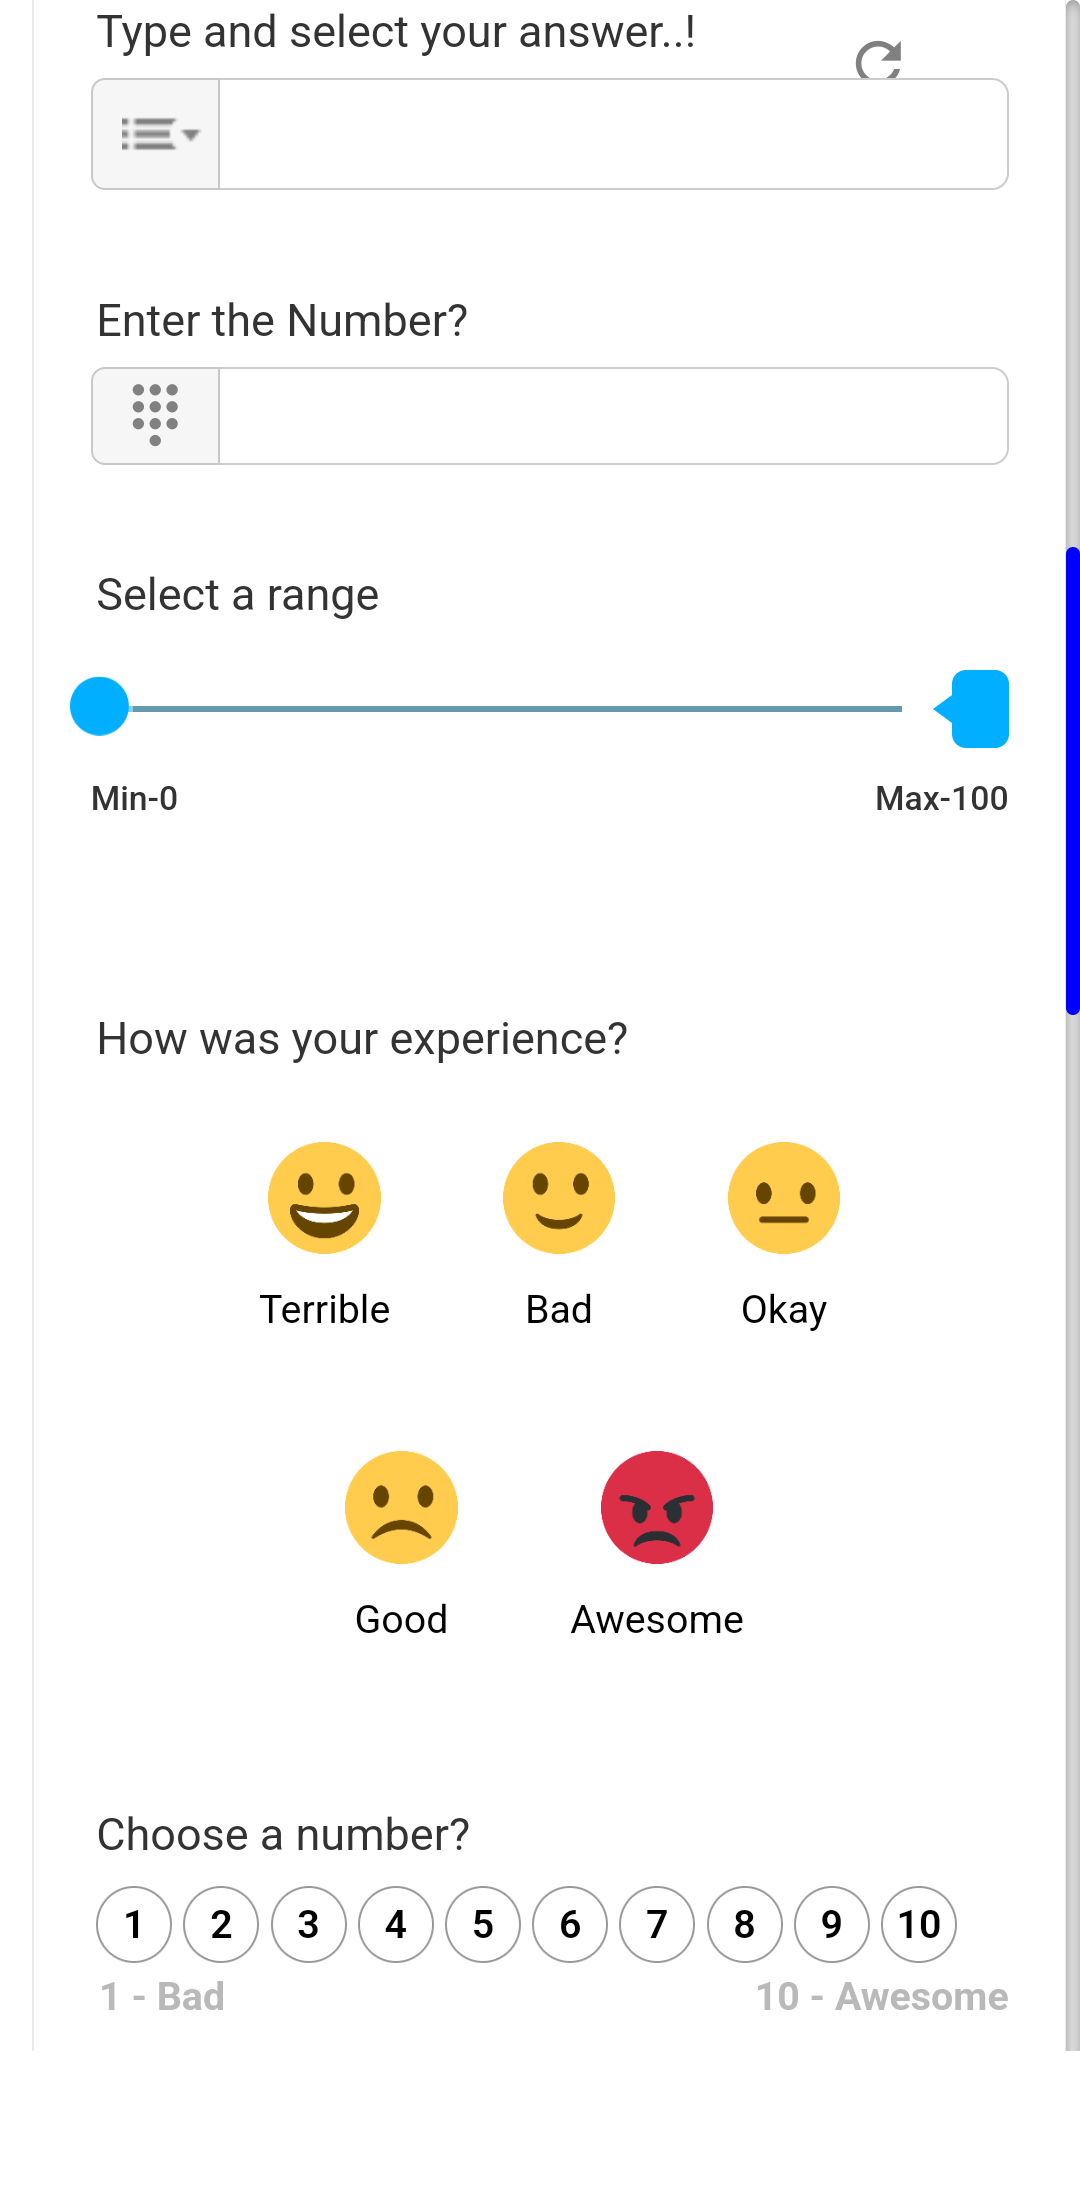 Type and select your answer..!
Enter the Number?
Select a range
Min-0 Max-100
How was your experience?
Terrible Bad Okay
Good Awesome
Choose a number?
1 2 3 4 5 6 7 8 9 10
1 - Bad 10 - Awesome